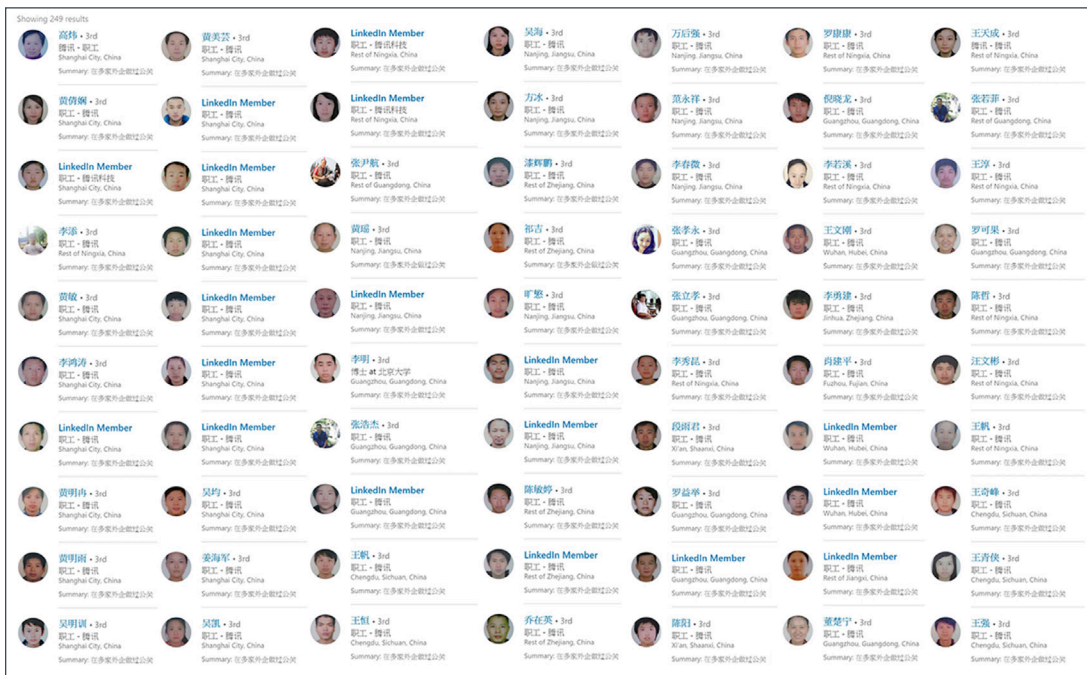 Showing 249 results
高炜 • 3rd
腾讯 - 职工
Shanghai City, China
Summary: 在多家外企做过公关
黄美芸 • 3rd
职工 - 腾讯
Shanghai City, China
Summary: 在多家外企做过公关
LinkedIn Member
职工 - 腾讯科技
Rest of Ningxia, China
Summary: 在多家外企做过公关
吴海 • 3rd
职工 - 腾讯
Nanjing, Jiangsu, China
Summary: 在多家外企做过公关
万后强 • 3rd
职工 - 腾讯
Nanjing, Jiangsu, China
Summary: 在多家外企做过公关
罗康康 • 3rd
职工 - 腾讯
Rest of Ningxia, China
Summary: 在多家外企做过公关
王天成 • 3rd
腾讯 - 腾讯
Rest of Ningxia, China
Summary: 在多家外企做过公关
黄倩娴 • 3rd
职工 - 腾讯
Shanghai City, China
Summary: 在多家外企做过公关
LinkedIn Member
职工 - 腾讯
Shanghai City, China
Summary: 在多家外企做过公关
LinkedIn Member
职工 - 腾讯科技
Rest of Ningxia, China
Summary: 在多家外企做过公关
方冰 • 3rd
职工 - 腾讯
Nanjing, Jiangsu, China
Summary: 在多家外企做过公关
范永祥 • 3rd
职工 - 腾讯
Nanjing, Jiangsu, China
Summary: 在多家外企做过公关
倪晓龙 • 3rd
职工 - 腾讯
Guangzhou, Guangdong, China
Summary: 在多家外企做过公关
张若菲 • 3rd
职工 - 腾讯
Rest of Guangdong, China
Summary: 在多家外企做过公关
LinkedIn Member
职工 - 腾讯科技
Shanghai City, China
Summary: 在多家外企做过公关
LinkedIn Member
职工 - 腾讯
Shanghai City, China
Summary: 在多家外企做过公关
张尹航 • 3rd
职工 - 腾讯
Rest of Guangdong, China
Summary: 在多家外企做过公关
漆辉鹏 • 3rd
职工 - 腾讯
Rest of Zhejiang, China
Summary: 在多家外企做过公关
李春微 • 3rd
职工 - 腾讯
Nanjing, Jiangsu, China
Summary: 在多家外企做过公关
李若溪 • 3rd
职工 - 腾讯
Rest of Ningxia, China
Summary: 在多家外企做过公关
王淳 • 3rd
职工 - 腾讯
Rest of Ningxia, China
Summary: 在多家外企做过公关
李添 • 3rd
职工 - 腾讯
Rest of Ningxia, China
Summary: 在多家外企做过公关
LinkedIn Member
职工 - 腾讯
Shanghai City, China
Summary: 在多家外企做过公关
黄瑶 • 3rd
职工 - 腾讯
Nanjing, Jiangsu, China
Summary: 在多家外企做过公关
祁吉 • 3rd
职工 - 腾讯
Rest of Zhejiang, China
Summary: 在多家外企做过公关
张孝永 • 3rd
职工 - 腾讯
Guangzhou, Guangdong, China
Summary: 在多家外企做过公关
王文刚 • 3rd
职工 - 腾讯
Wuhan, Hubei, China
Summary: 在多家外企做过公关
罗可果 • 3rd
职工 - 腾讯
Guangzhou, Guangdong, China
Summary: 在多家外企做过公关
黄敏 • 3rd
职工 - 腾讯
Shanghai City, China
Summary: 在多家外企做过公关
LinkedIn Member
职工 - 腾讯
Shanghai City, China
Summary: 在多家外企做过公关
LinkedIn Member
职工 - 腾讯
Nanjing, Jiangsu, China
Summary: 在多家外企做过公关
• 3rd
职工 - 腾讯
Nanjing, Jiangsu, China
Summary: 在多家外企做过公关
张立孝 • 3rd
职工 - 腾讯
Guangzhou, Guangdong, China
Summary: 在多家外企做过公关
李勇建 • 3rd
职工 - 腾讯
Jinhua, Zhejiang, China
Summary: 在多家外企做过公关
陈哲 • 3rd
职工 - 腾讯
Rest of Ningxia, China
Summary: 在多家外企做过公关
李鸿涛 • 3rd
职工 - 腾讯
Shanghai City, China
Summary: 在多家外企做过公关
LinkedIn Member
职工 - 腾讯
Shanghai City, China
Summary: 在多家外企做过公关
李明 • 3rd
博士 at 北京大学
Guangzhou, Guangdong, China
Summary: 在多家外企做过公关
LinkedIn Member
职工 - 腾讯
Nanjing, Jiangsu, China
Summary: 在多家外企做过公关
李秀昆 • 3rd
职工 - 腾讯
Rest of Ningxia, China
Summary: 在多家外企做过公关
肖建平 • 3rd
职工 - 腾讯
Fuzhou, Fujian, China
Summary: 在多家外企做过公关
汪文彬 • 3rd
职工 - 腾讯
Rest of Ningxia, China
Summary: 在多家外企做过公关
LinkedIn Member
职工 - 腾讯
Shanghai City, China
Summary: 在多家外企做过公关
LinkedIn Member
职工 - 腾讯
Shanghai City, China
Summary: 在多家外企做过公关
张浩杰 • 3rd
职工 - 腾讯
Guangzhou, Guangdong, China
Summary: 在多家外企做过公关
LinkedIn Member
职工 - 腾讯
Nanjing, Jiangsu, China
Summary: 在多家外企做过公关
段雨君 • 3rd
职工 - 腾讯
Xi'an, Shaanxi, China
Summary: 在多家外企做过公关
LinkedIn Member
职工 - 腾讯
Wuhan, Hubei, China
Summary: 在多家外企做过公关
王帆 • 3rd
职工 - 腾讯
Rest of Ningxia, China
Summary: 在多家外企做过公关
黄明冉 • 3rd
职工 - 腾讯
Shanghai City, China
Summary: 在多家外企做过公关
吴均 • 3rd
职工 - 腾讯
Shanghai City, China
Summary: 在多家外企做过公关
LinkedIn Member
职工 - 腾讯
Guangzhou, Guangdong, China
Summary: 在多家外企做过公关
陈敏婷 • 3rd
职工 - 腾讯
Rest of Zhejiang, China
Summary: 在多家外企做过公关
罗益举 • 3rd
职工 - 腾讯
Guangzhou, Guangdong, China
Summary: 在多家外企做过公关
LinkedIn Member
职工 - 腾讯
Wuhan, Hubei, China
Summary: 在多家外企做过公关
王奇峰 • 3rd
职工 - 腾讯
Chengdu, Sichuan, China
Summary: 在多家外企做过公关
黄明雨 • 3rd
职工 - 腾讯
Shanghai City, China
Summary: 在多家外企做过公关
姜海军 • 3rd
职工 - 腾讯
Shanghai City, China
Summary: 在多家外企做过公关
王帆 • 3rd
职工 - 腾讯
Chengdu, Sichuan, China
Summary: 在多家外企做过公关
LinkedIn Member
职工 - 腾讯
Rest of Zhejiang, China
Summary: 在多家外企做过公关
LinkedIn Member
职工 - 腾讯
Guangzhou, Guangdong, China
Summary: 在多家外企做过公关
LinkedIn Member
职工 - 腾讯
Rest of Jiangxi, China
Summary: 在多家外企做过公关
王青侠 • 3rd
职工 - 腾讯
Chengdu, Sichuan, China
Summary: 在多家外企做过公关
吴明训 • 3rd
职工 - 腾讯
Shanghai City, China
Summary: 在多家外企做过公关
吴凯 • 3rd
职工 - 腾讯
Shanghai City, China
Summary: 在多家外企做过公关
王恒 • 3rd
职工 - 腾讯
Chengdu, Sichuan, China
Summary: 在多家外企做过公关
乔在英 • 3rd
职工 - 腾讯
Rest of Zhejiang, China
Summary: 在多家外企做过公关
陈阳 • 3rd
职工 - 腾讯
Xi'an, Shaanxi, China
Summary: 在多家外企做过公关
董楚宁 • 3rd
职工 - 腾讯
Guangzhou, Guangdong, China
Summary: 在多家外企做过公关
王强 • 3rd
职工 - 腾讯
Chengdu, Sichuan, China
Summary: 在多家外企做过公关